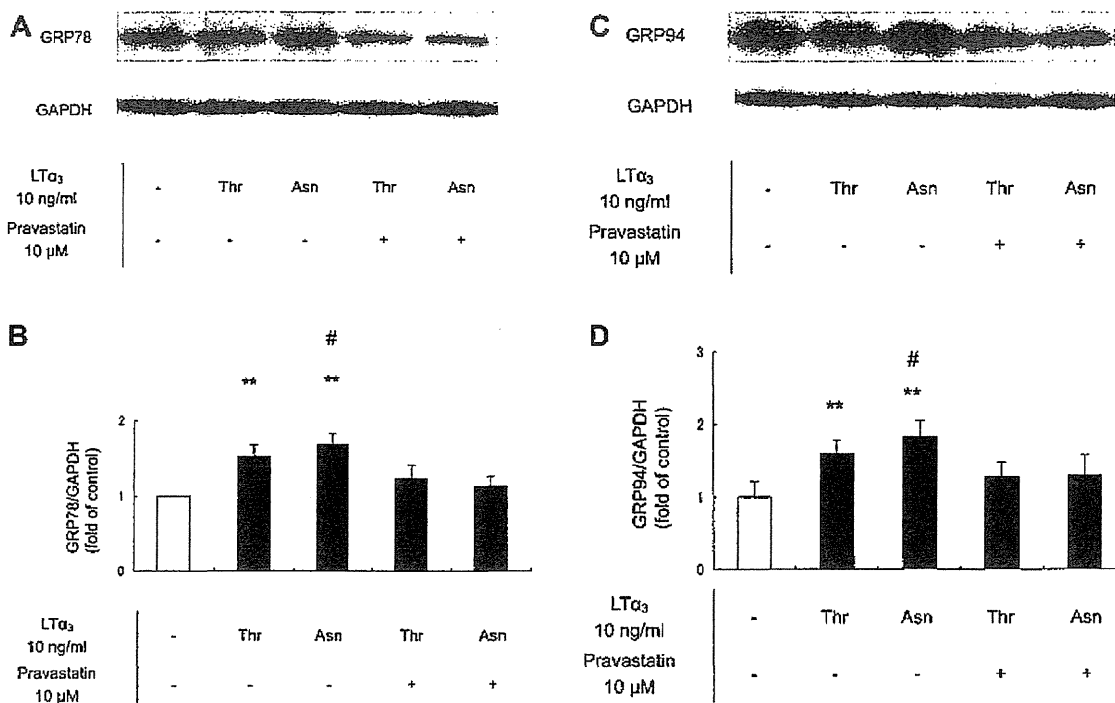 A
GRP78
GAPDH
LTα₃
10 ng/ml
- Thr Asn Thr Asn
Pravastatin
10 µM
- - - + +
C
GRP94
GAPDH
LTα₃
10 ng/ml
- Thr Asn Thr Asn
Pravastatin
10 µM
- - - + +
B
#
** **
GRP78/GAPDH
(fold of control)
2
1
0
LTα₃
10 ng/ml
- Thr Asn Thr Asn
Pravastatin
10 µM
- - - + +
D
#
** **
GRP94/GAPDH
(fold of control)
3
2
1
0
LTα₃
10 ng/ml
- Thr Asn Thr Asn
Pravastatin
10 µM
- - - + +